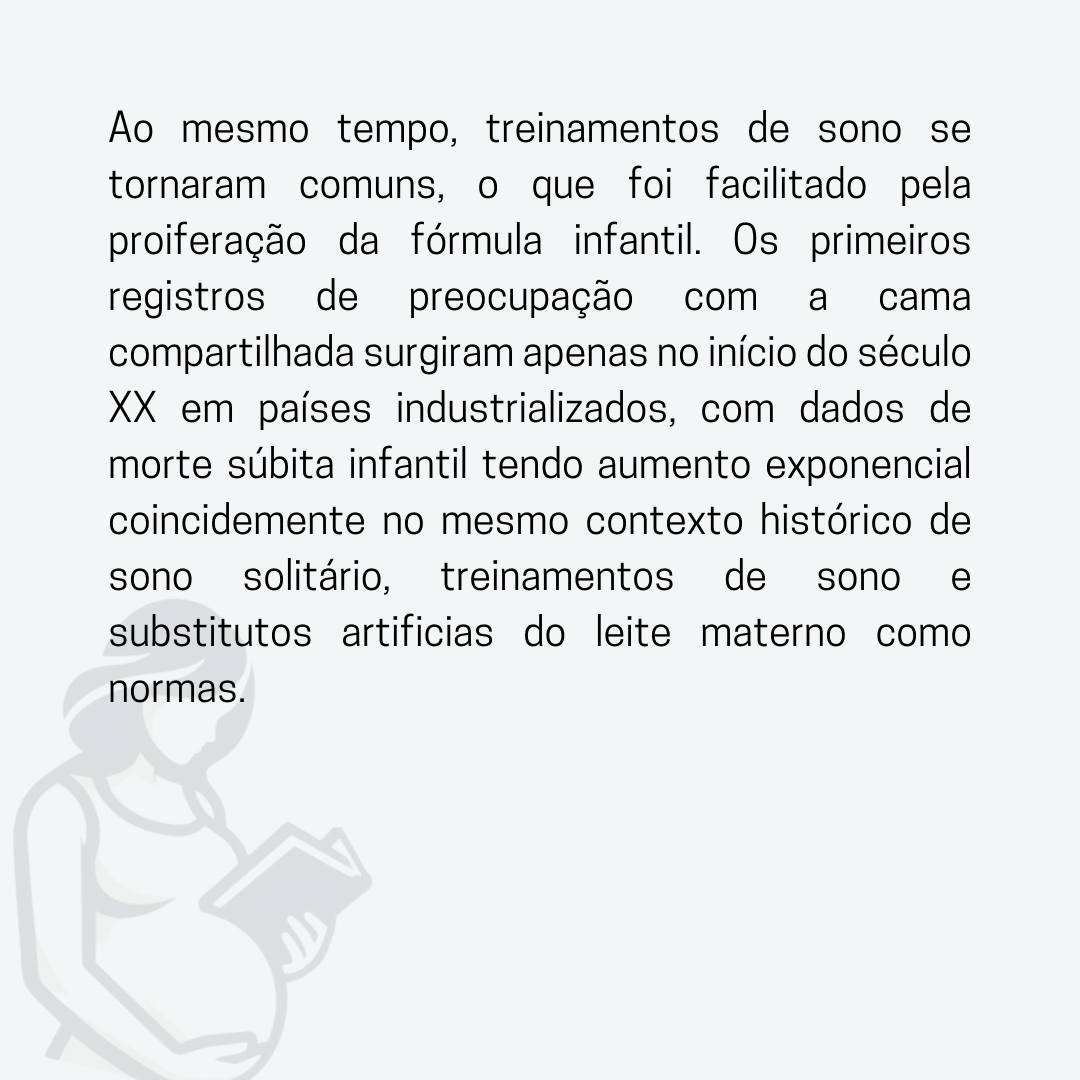 Ao mesmo tempo, treinamentos de sono se
tornaram comuns, o que foi facilitado pela
proiferação da fórmula infantil. Os primeiros
registros de preocupação com a cama
compartilhada surgiram apenas no início do século
XX em países industrializados, com dados de
morte súbita infantil tendo aumento exponencial
coincidemente no mesmo contexto histórico de
sono solitário, treinamentos de sono e
substitutos artificias do leite materno como
normas.